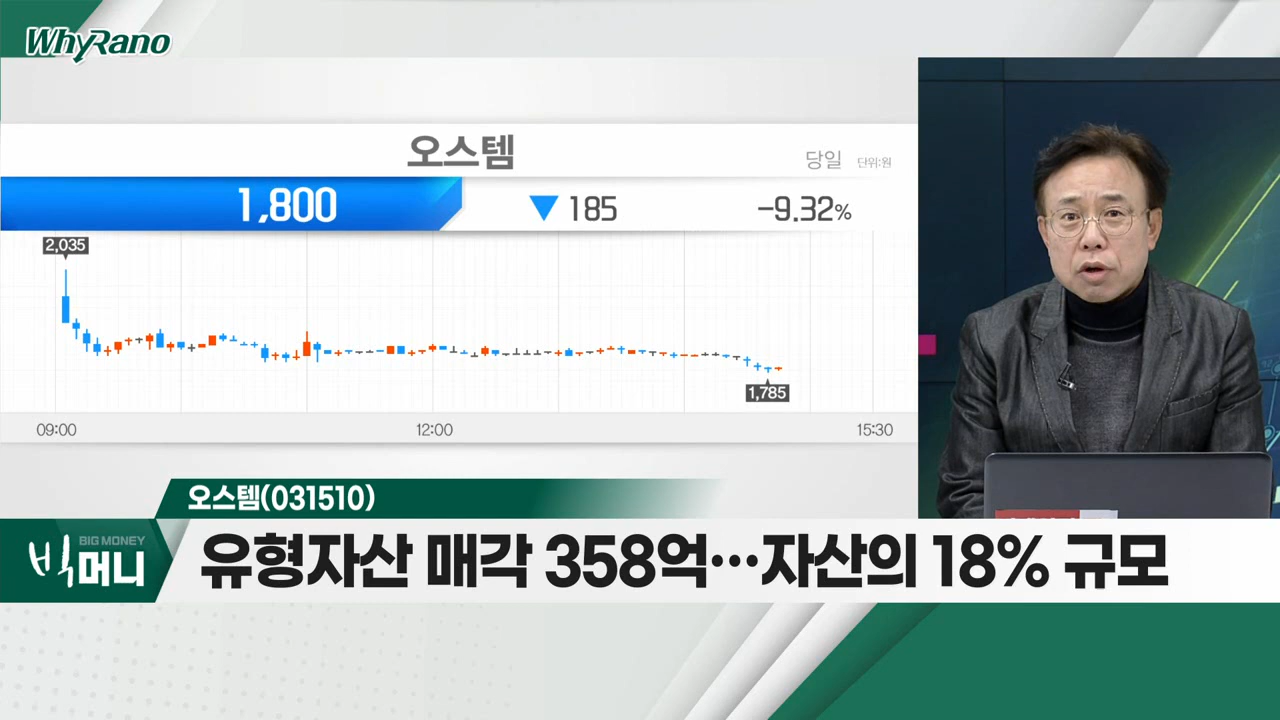 WhyRano
오스템
당일 단위:원
1,800 ▼ 185 -9.32%
2,035
1,785
09:00 12:00 15:30
오스템(031510)
BIG MONEY
빅머니
유형자산 매각 358억…자산의 18% 규모